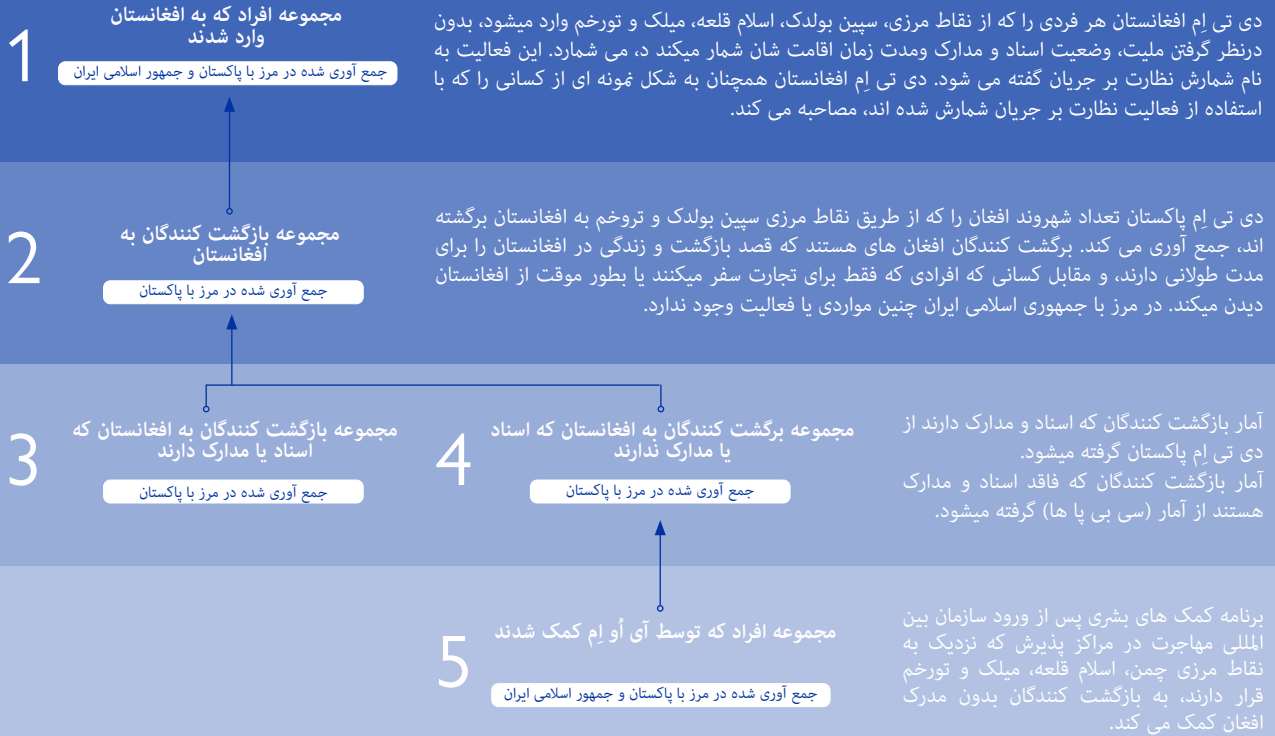 1
مجموعه افراد که به افغانستان
وارد شدند
جمع آوری شده در مرز با پاکستان و جمهور اسلامی ایران
دی تی اِم افغانستان هر فردی را که از نقاط مرزی، سپین بولدک، اسلام قلعه، میلک و تورخم وارد میشود، بدون
درنظر گرفتن ملیت، وضعیت اسناد و مدارک ومدت زمان اقامت شان شمار میکند د، می شمارد. این فعالیت به
نام شمارش نظارت بر جریان گفته می شود. دی تی اِم افغانستان همچنان به شکل نمونه ای از کسانی را که با
استفاده از فعالیت نظارت بر جریان شمارش شده اند، مصاحبه می کند.
2
مجموعه بازگشت کنندگان به
افغانستان
جمع آوری شده در مرز با پاکستان
دی تی اِم پاکستان تعداد شهروند افغان را که از طریق نقاط مرزی سپین بولدک و تروخم به افغانستان برگشته
اند، جمع آوری می کند. برگشت کنندگان افغان های هستند که قصد بازگشت و زندگی در افغانستان را برای
مدت طولانی دارند، و مقابل کسانی که افرادی که فقط برای تجارت سفر میکنند یا بطور موقت از افغانستان
دیدن میکند. در مرز با جمهوری اسلامی ایران چنین مواردی یا فعالیت وجود ندارد.
3
مجموعه بازگشت کنندگان به افغانستان که
اسناد یا مدارک دارند
جمع آوری شده در مرز با پاکستان
4
مجموعه برگشت کنندگان به افغانستان که اسناد
یا مدارک ندارند
جمع آوری شده در مرز با پاکستان
آمار بازگشت کنندگان که اسناد و مدارک دارند از
دی تی اِم پاکستان گرفته میشود.
آمار بازگشت کنندگان که فاقد اسناد و مدارک
هستند از آمار (سی بی پا ها) گرفته میشود.
5
مجموعه افراد که توسط آی اُو اِم کمک شدند
جمع آوری شده در مرز با پاکستان و جمهور اسلامی ایران
برنامه کمک های بشری پس از ورود سازمان بین
المللی مهاجرت در مراکز پذیرش که نزدیک به
نقاط مرزی چمن، اسلام قلعه، میلک و تورخم
قرار دارند، به بازگشت کنندگان بدون مدرک
افغان کمک می کند.